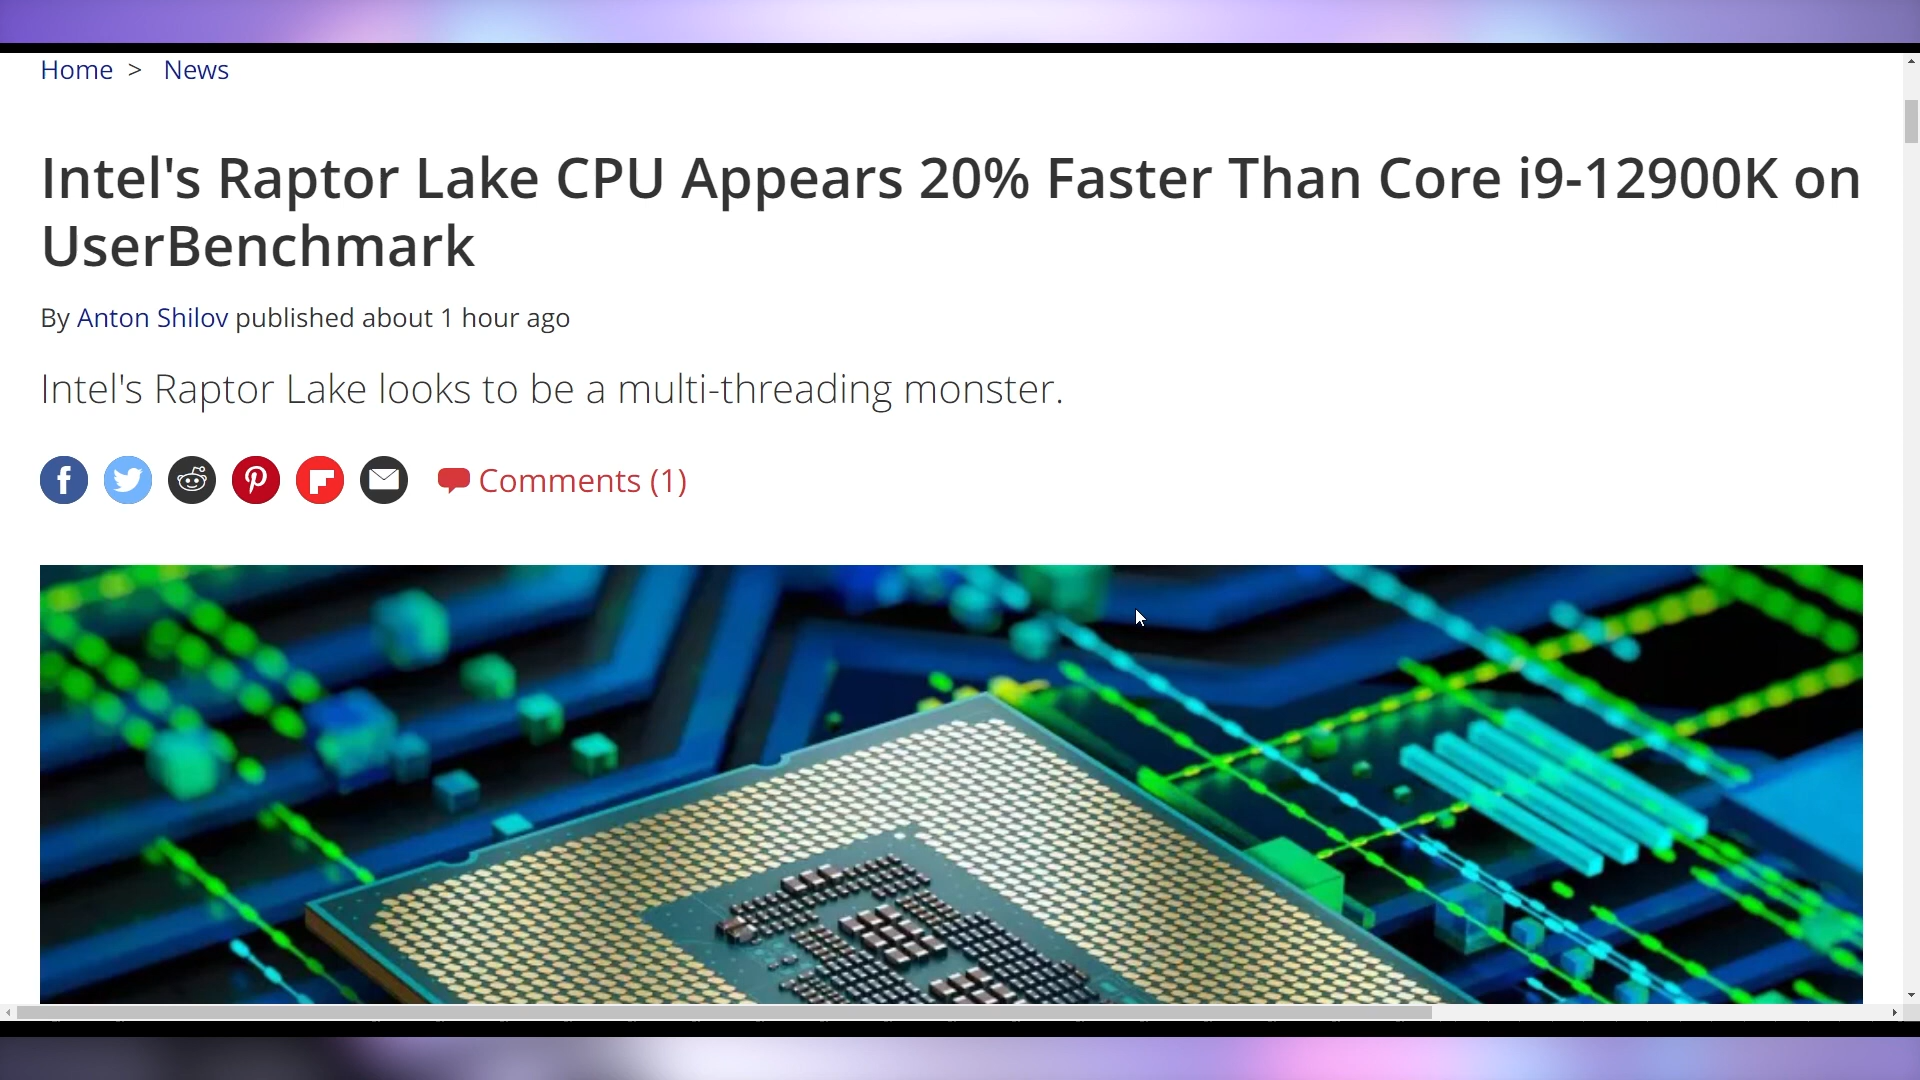 Home > News
Intel's Raptor Lake CPU Appears 20% Faster Than Core i9-12900K on
UserBenchmark
By Anton Shilov published about 1 hour ago
Intel's Raptor Lake looks to be a multi-threading monster.
Comments (1)